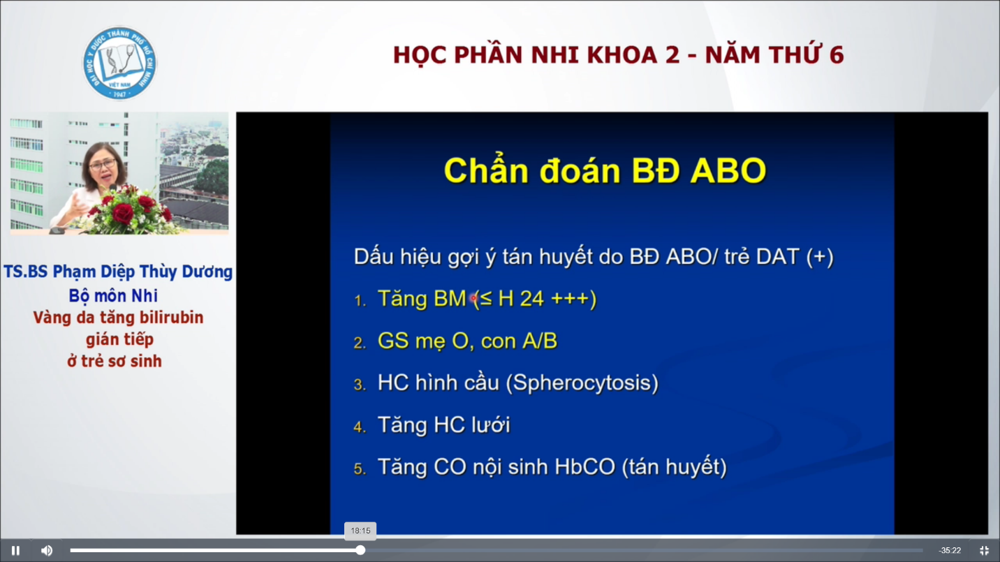 ĐẠI HỌC Y DƯỢC THÀNH PHỐ HỒ CHÍ MINH
VIỆT NAM
1947
HỌC PHẦN NHI KHOA 2 - NĂM THỨ 6
TS.BS Phạm Diệp Thùy Dương
Bộ môn Nhi
Vàng da tăng bilirubin
gián tiếp
ở trẻ sơ sinh
Chẩn đoán BĐ ABO
Dấu hiệu gợi ý tán huyết do BĐ ABO/ trẻ DAT (+)
1. Tăng BM (≤ H 24 +++)
2. GS mẹ O, con A/B
3. HC hình cầu (Spherocytosis)
4. Tăng HC lưới
5. Tăng CO nội sinh HbCO (tán huyết)
18:15
-35:22